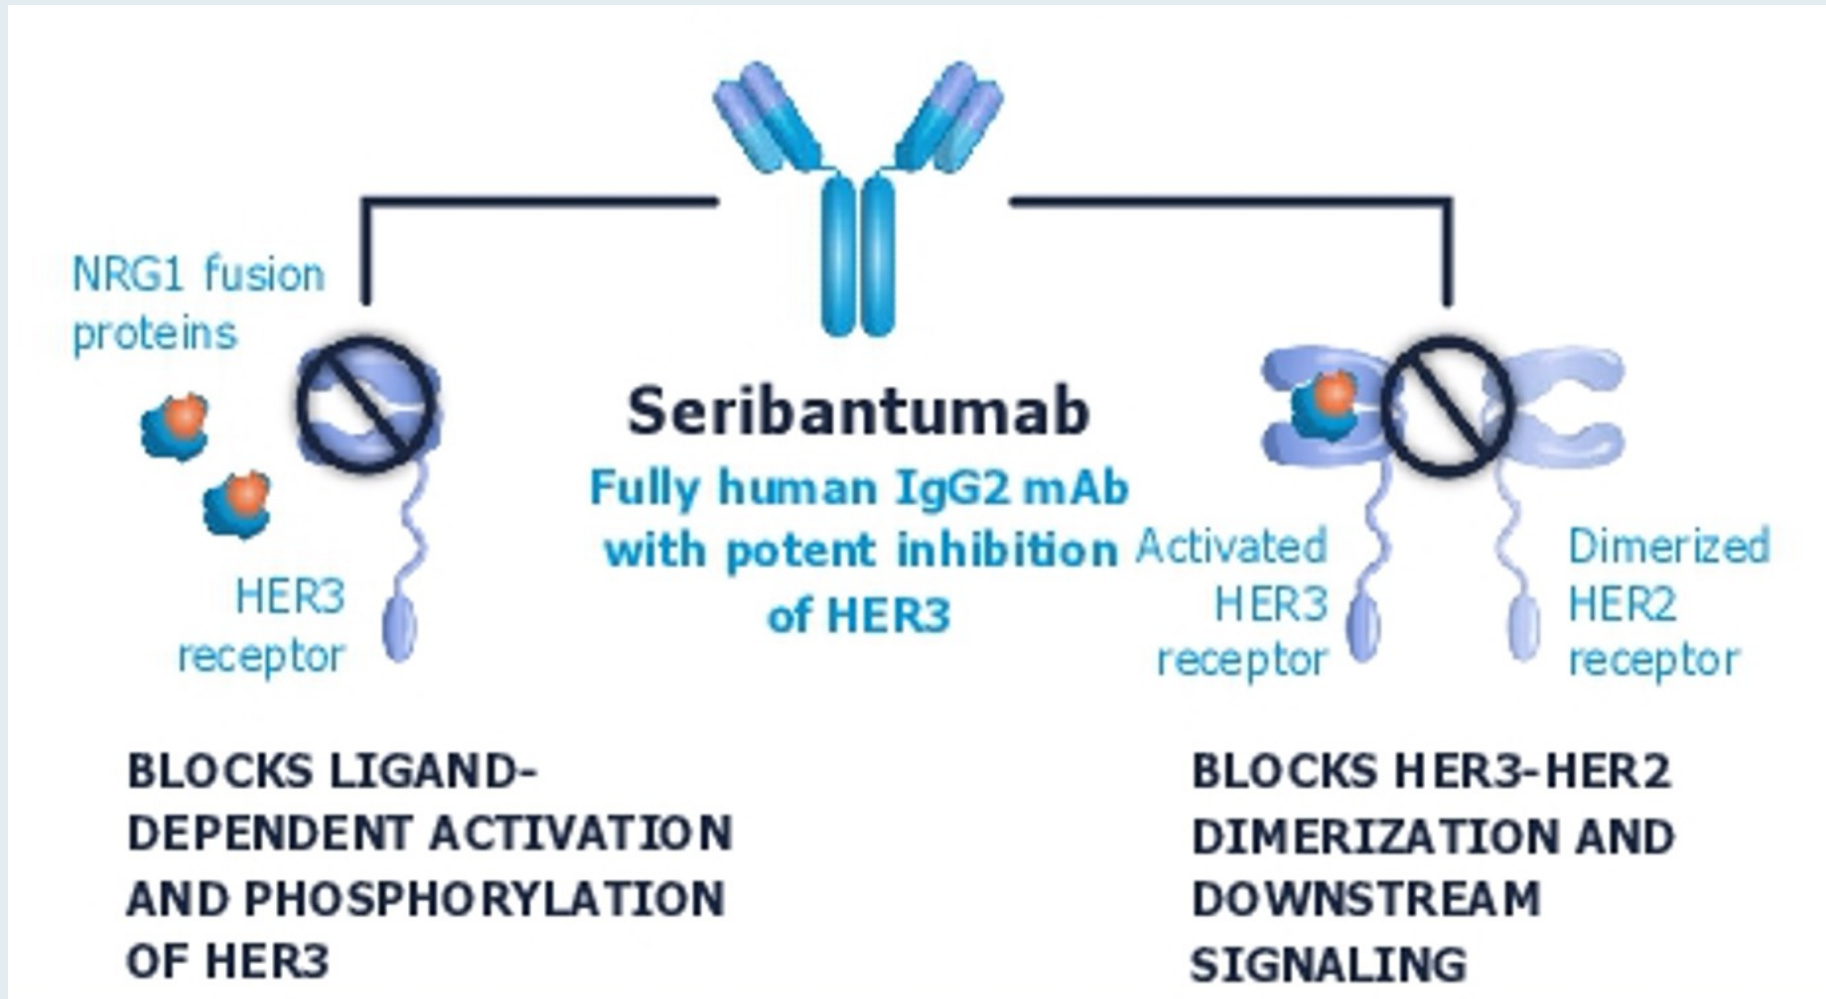 NRG1 fusion
proteins
HER3
receptor
Seribantumab
Fully human IgG2 mAb
with potent inhibition
of HER3
Activated
HER3
receptor
Dimerized
HER2
receptor
BLOCKS LIGAND-
DEPENDENT ACTIVATION
AND PHOSPHORYLATION
OF HER3
BLOCKS HER3-HER2
DIMERIZATION AND
DOWNSTREAM
SIGNALING